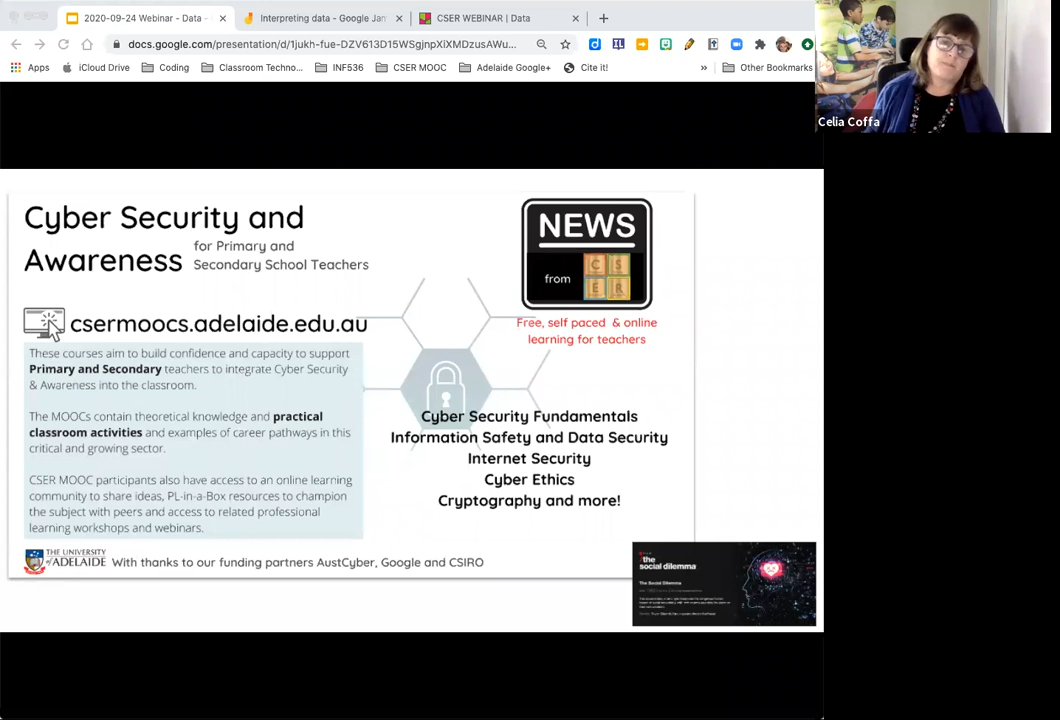 2020-09-24 Webinar - Data -
Interpreting data - Google Jam
CSER WEBINAR | Data
docs.google.com/presentation/d/1jukh-fue-DZV613D15WSgjnpXiXMDzusAWu...
Apps
iCloud Drive
Coding
Classroom Techno...
INF536
CSER MOOC
Adelaide Google+
Cite it!
»
Other Bookmarks
Celia Coffa
Cyber Security and
Awareness
for Primary and
Secondary School Teachers
NEWS
from
C S
E R
csermoocs.adelaide.edu.au
Free, self paced & online
learning for teachers
These courses aim to build confidence and capacity to support
Primary and Secondary teachers to integrate Cyber Security
& Awareness into the classroom.
The MOOCs contain theoretical knowledge and practical
classroom activities and examples of career pathways in this
critical and growing sector.
CSER MOOC participants also have access to an online learning
community to share ideas, PL-in-a-Box resources to champion
the subject with peers and access to related professional
learning workshops and webinars.
Cyber Security Fundamentals
Information Safety and Data Security
Internet Security
Cyber Ethics
Cryptography and more!
THE UNIVERSITY
of ADELAIDE
With thanks to our funding partners AustCyber, Google and CSIRO
the
social dilemma
The Social Dilemma